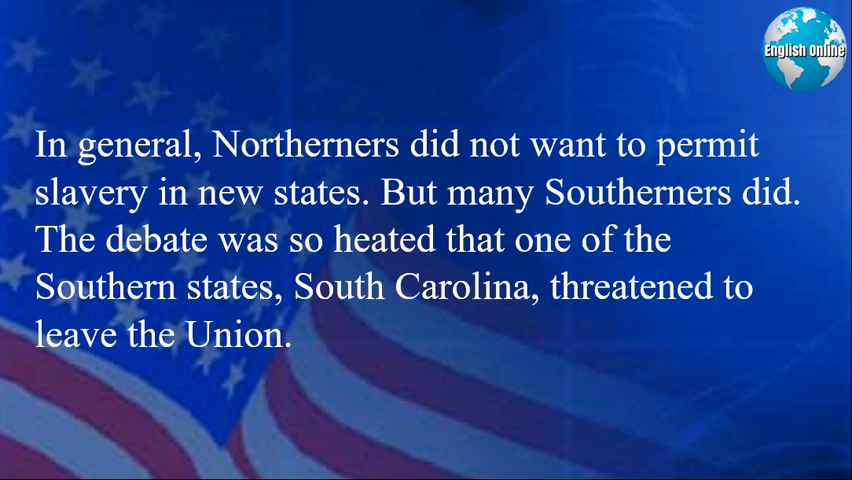 English Online
In general, Northerners did not want to permit
slavery in new states. But many Southerners did.
The debate was so heated that one of the
Southern states, South Carolina, threatened to
leave the Union.